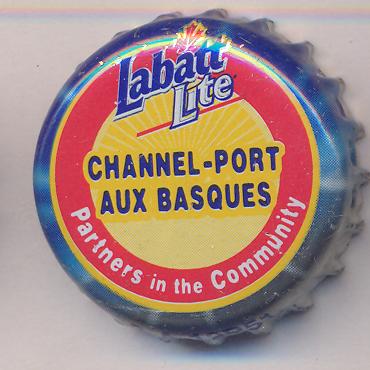 Labatt
Lite
CHANNEL-PORT
AUX BASQUES
Partners in the Community